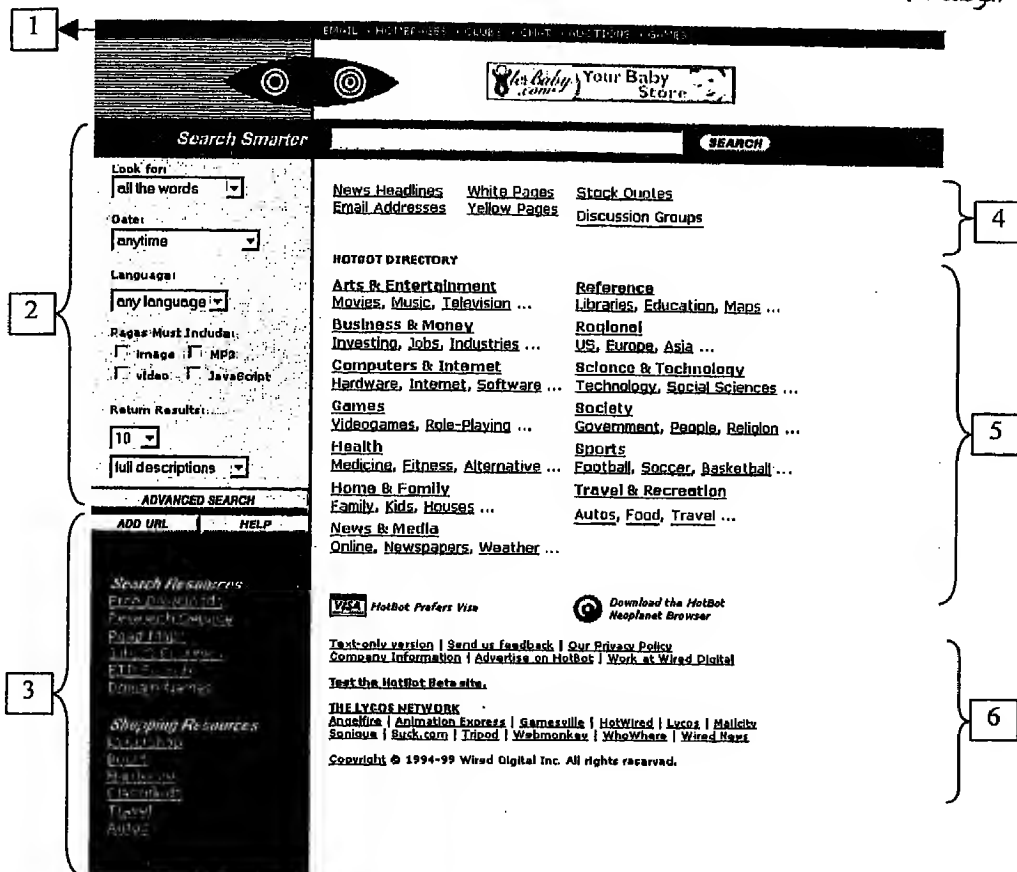 1
EMAIL • HOMEPAGES • CLUBS • CHAT • AUCTIONS • GAMES
Your Baby
.com Store
Search Smarter
SEARCH
2
Look for:
all the words
Date:
anytime
Language:
any language
Pages Must Include:
image MP3
video JavaScript
Return Results:
10
full descriptions
ADVANCED SEARCH
3
ADD URL HELP
Search Resources
Free Downloads
Research Service
Domain Names
Shopping Resources
Classifieds
Travel
Autos
News Headlines White Pages Stock Quotes
Email Addresses Yellow Pages Discussion Groups
4
HOTBOT DIRECTORY
Arts & Entertainment
Movies, Music, Television ...
Business & Money
Investing, Jobs, Industries ...
Computers & Internet
Hardware, Internet, Software ...
Games
Videogames, Role-Playing ...
Health
Medicine, Fitness, Alternative ...
Home & Family
Family, Kids, Houses ...
News & Media
Online, Newspapers, Weather ...
Reference
Libraries, Education, Maps ...
Regional
US, Europe, Asia ...
Science & Technology
Technology, Social Sciences ...
Society
Government, People, Religion ...
Sports
Football, Soccer, Basketball ...
Travel & Recreation
Autos, Food, Travel ...
5
VISA HotBot Prefers Visa
Download the HotBot
Neoplanet Browser
Text-only version | Send us feedback | Our Privacy Policy
Company Information | Advertise on HotBot | Work at Wired Digital
Test the HotBot Beta site.
THE LYCOS NETWORK
Angelfire | Animation Express | Gamesville | HotWired | Lycos | Mailcity
Sonique | Suck.com | Tripod | Webmonkey | WhoWhere | Wired News
Copyright © 1994-99 Wired Digital Inc. All rights reserved.
6